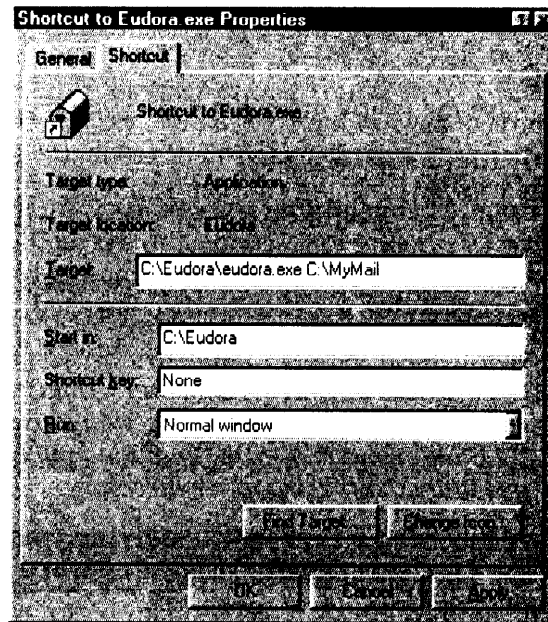 Shortcut to Eudora.exe Properties
General Shortcut
Shortcut to Eudora.exe
Target type: Application
Target location: Eudora
Target: C:\Eudora\eudora.exe C:\MyMail
Start in: C:\Eudora
Shortcut key: None
Run: Normal window
Find Target... Change Icon...
OK Cancel Apply